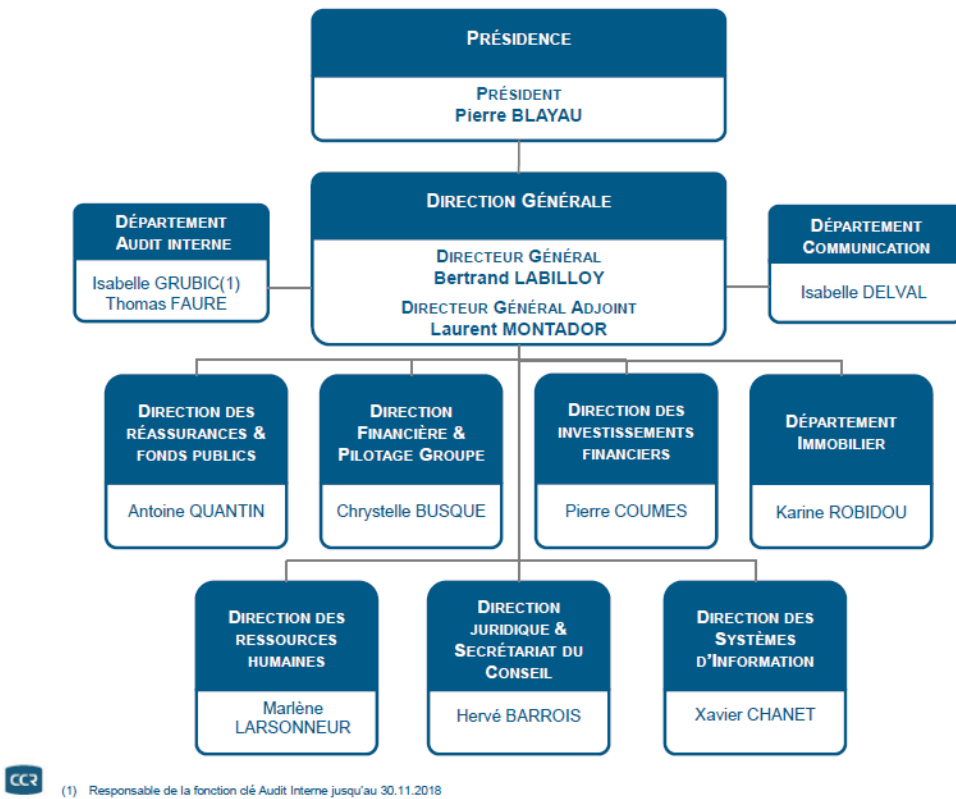 PRÉSIDENCE
PRÉSIDENT
Pierre BLAYAU
DIRECTION GÉNÉRALE
DIRECTEUR GÉNÉRAL
Bertrand LABILLOY
DIRECTEUR GÉNÉRAL ADJOINT
Laurent MONTADOR
DÉPARTEMENT
AUDIT INTERNE
Isabelle GRUBIC(1)
Thomas FAURE
DÉPARTEMENT
COMMUNICATION
Isabelle DELVAL
DIRECTION DES
RÉASSURANCES &
FONDS PUBLICS
Antoine QUANTIN
DIRECTION
FINANCIÈRE &
PILOTAGE GROUPE
Chrystelle BUSQUE
DIRECTION DES
INVESTISSEMENTS
FINANCIERS
Pierre COUMES
DÉPARTEMENT
IMMOBILIER
Karine ROBIDOU
DIRECTION DES
RESSOURCES
HUMAINES
Marlène
LARSONNEUR
DIRECTION
JURIDIQUE &
SECRÉTARIAT DU
CONSEIL
Hervé BARROIS
DIRECTION DES
SYSTÈMES
D'INFORMATION
Xavier CHANET
CCR
(1) Responsable de la fonction clé Audit Interne jusqu'au 30.11.2018